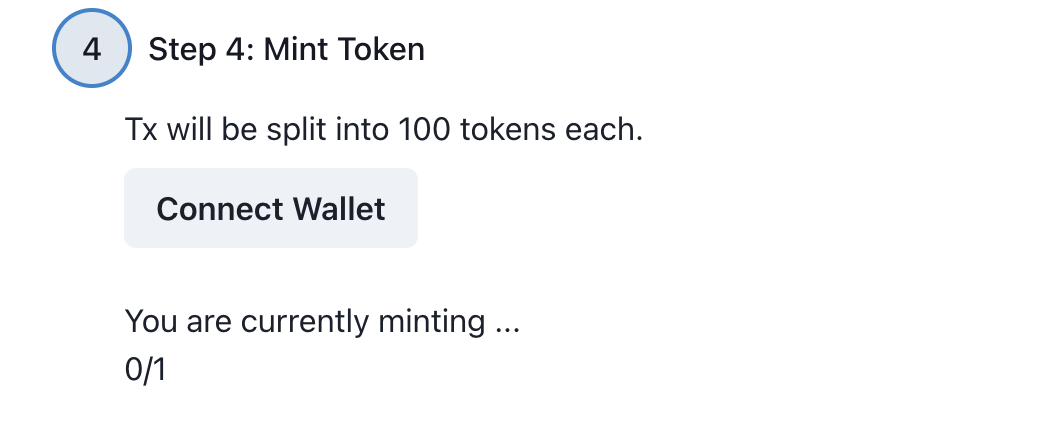 4 Step 4: Mint Token
Tx will be split into 100 tokens each.
Connect Wallet
You are currently minting ...
0/1